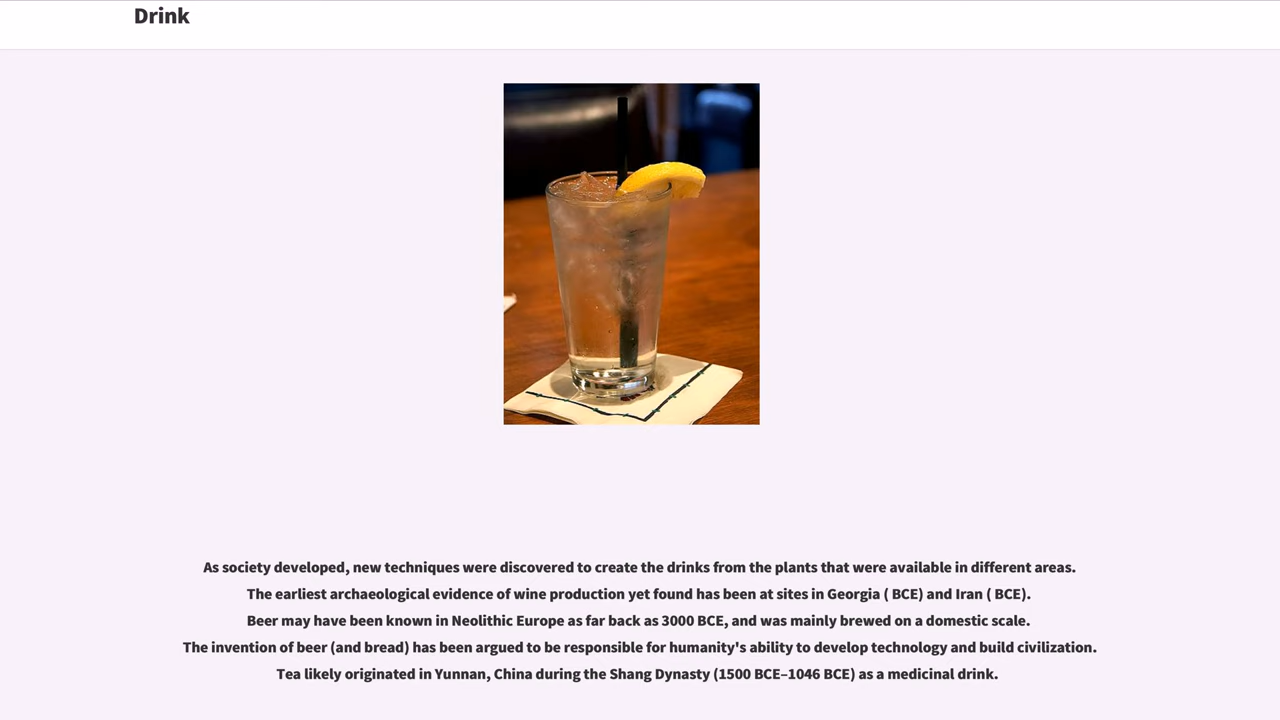 Drink
As society developed, new techniques were discovered to create the drinks from the plants that were available in different areas.
The earliest archaeological evidence of wine production yet found has been at sites in Georgia ( BCE) and Iran ( BCE).
Beer may have been known in Neolithic Europe as far back as 3000 BCE, and was mainly brewed on a domestic scale.
The invention of beer (and bread) has been argued to be responsible for humanity's ability to develop technology and build civilization.
Tea likely originated in Yunnan, China during the Shang Dynasty (1500 BCE–1046 BCE) as a medicinal drink.